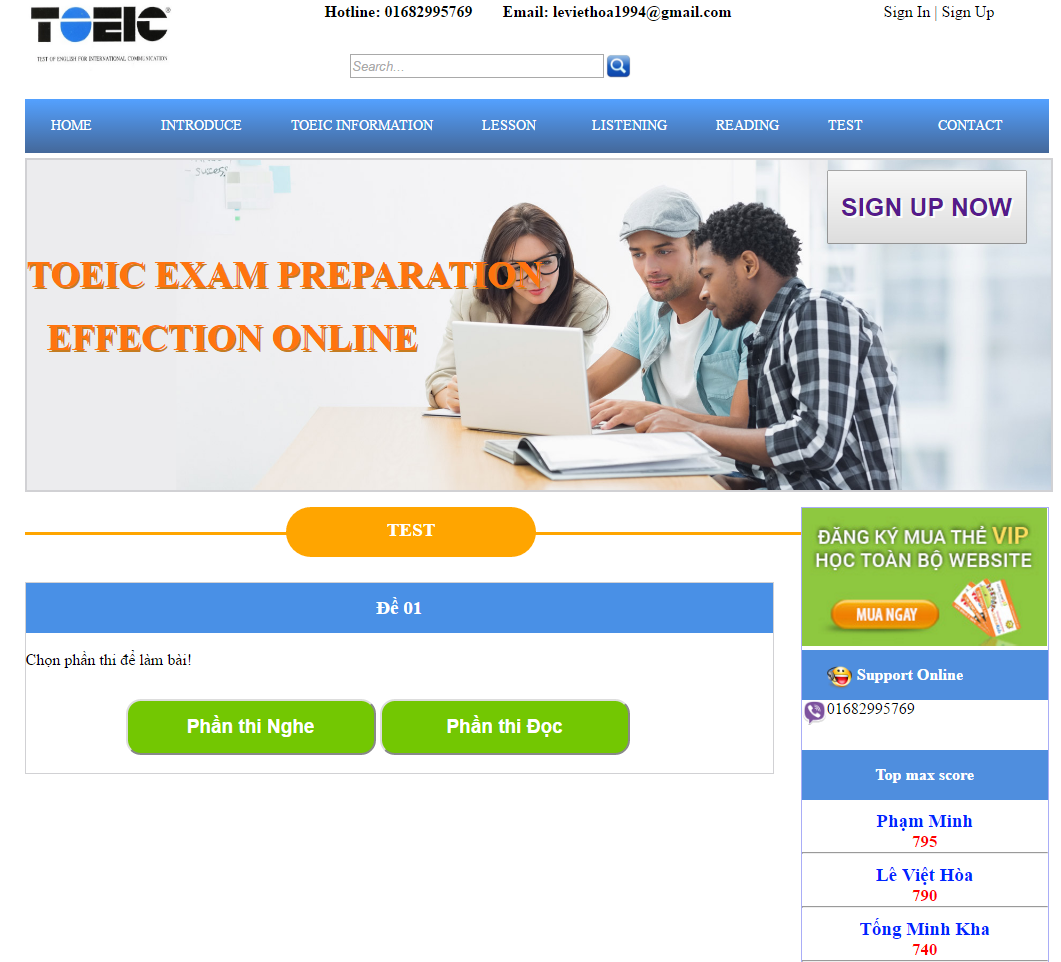 TOEIC
TEST OF ENGLISH FOR INTERNATIONAL COMMUNICATION
Hotline: 01682995769 Email: leviethoa1994@gmail.com
Sign In | Sign Up
Search...
HOME INTRODUCE TOEIC INFORMATION LESSON LISTENING READING TEST CONTACT
SIGN UP NOW
TOEIC EXAM PREPARATION
EFFECTION ONLINE
TEST
Đề 01
Chọn phần thi để làm bài!
Phần thi Nghe Phần thi Đọc
ĐĂNG KÝ MUA THẺ VIP
HỌC TOÀN BỘ WEBSITE
MUA NGAY
Support Online
01682995769
Top max score
Phạm Minh
795
Lê Việt Hòa
790
Tống Minh Kha
740